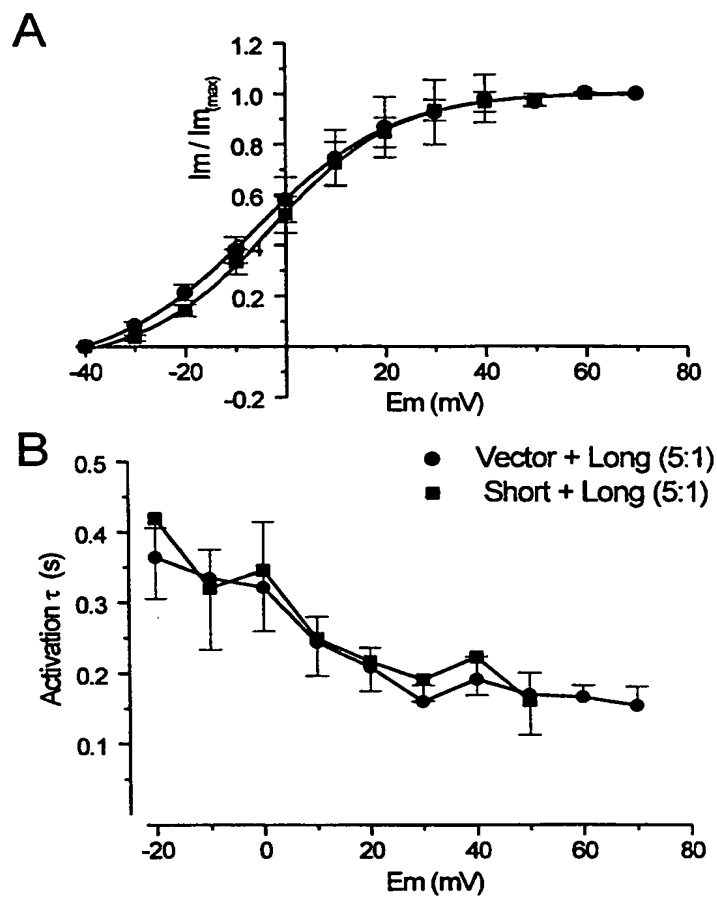 A
1.2
1.0
0.8
0.6
4
0.2
-0.2
Im / Im(max)
-40 -20 20 40 60 80
Em (mV)
B
Vector + Long (5:1)
Short + Long (5:1)
0.5
0.4
0.3
0.2
0.1
Activation τ (s)
-20 0 20 40 60 80
Em (mV)